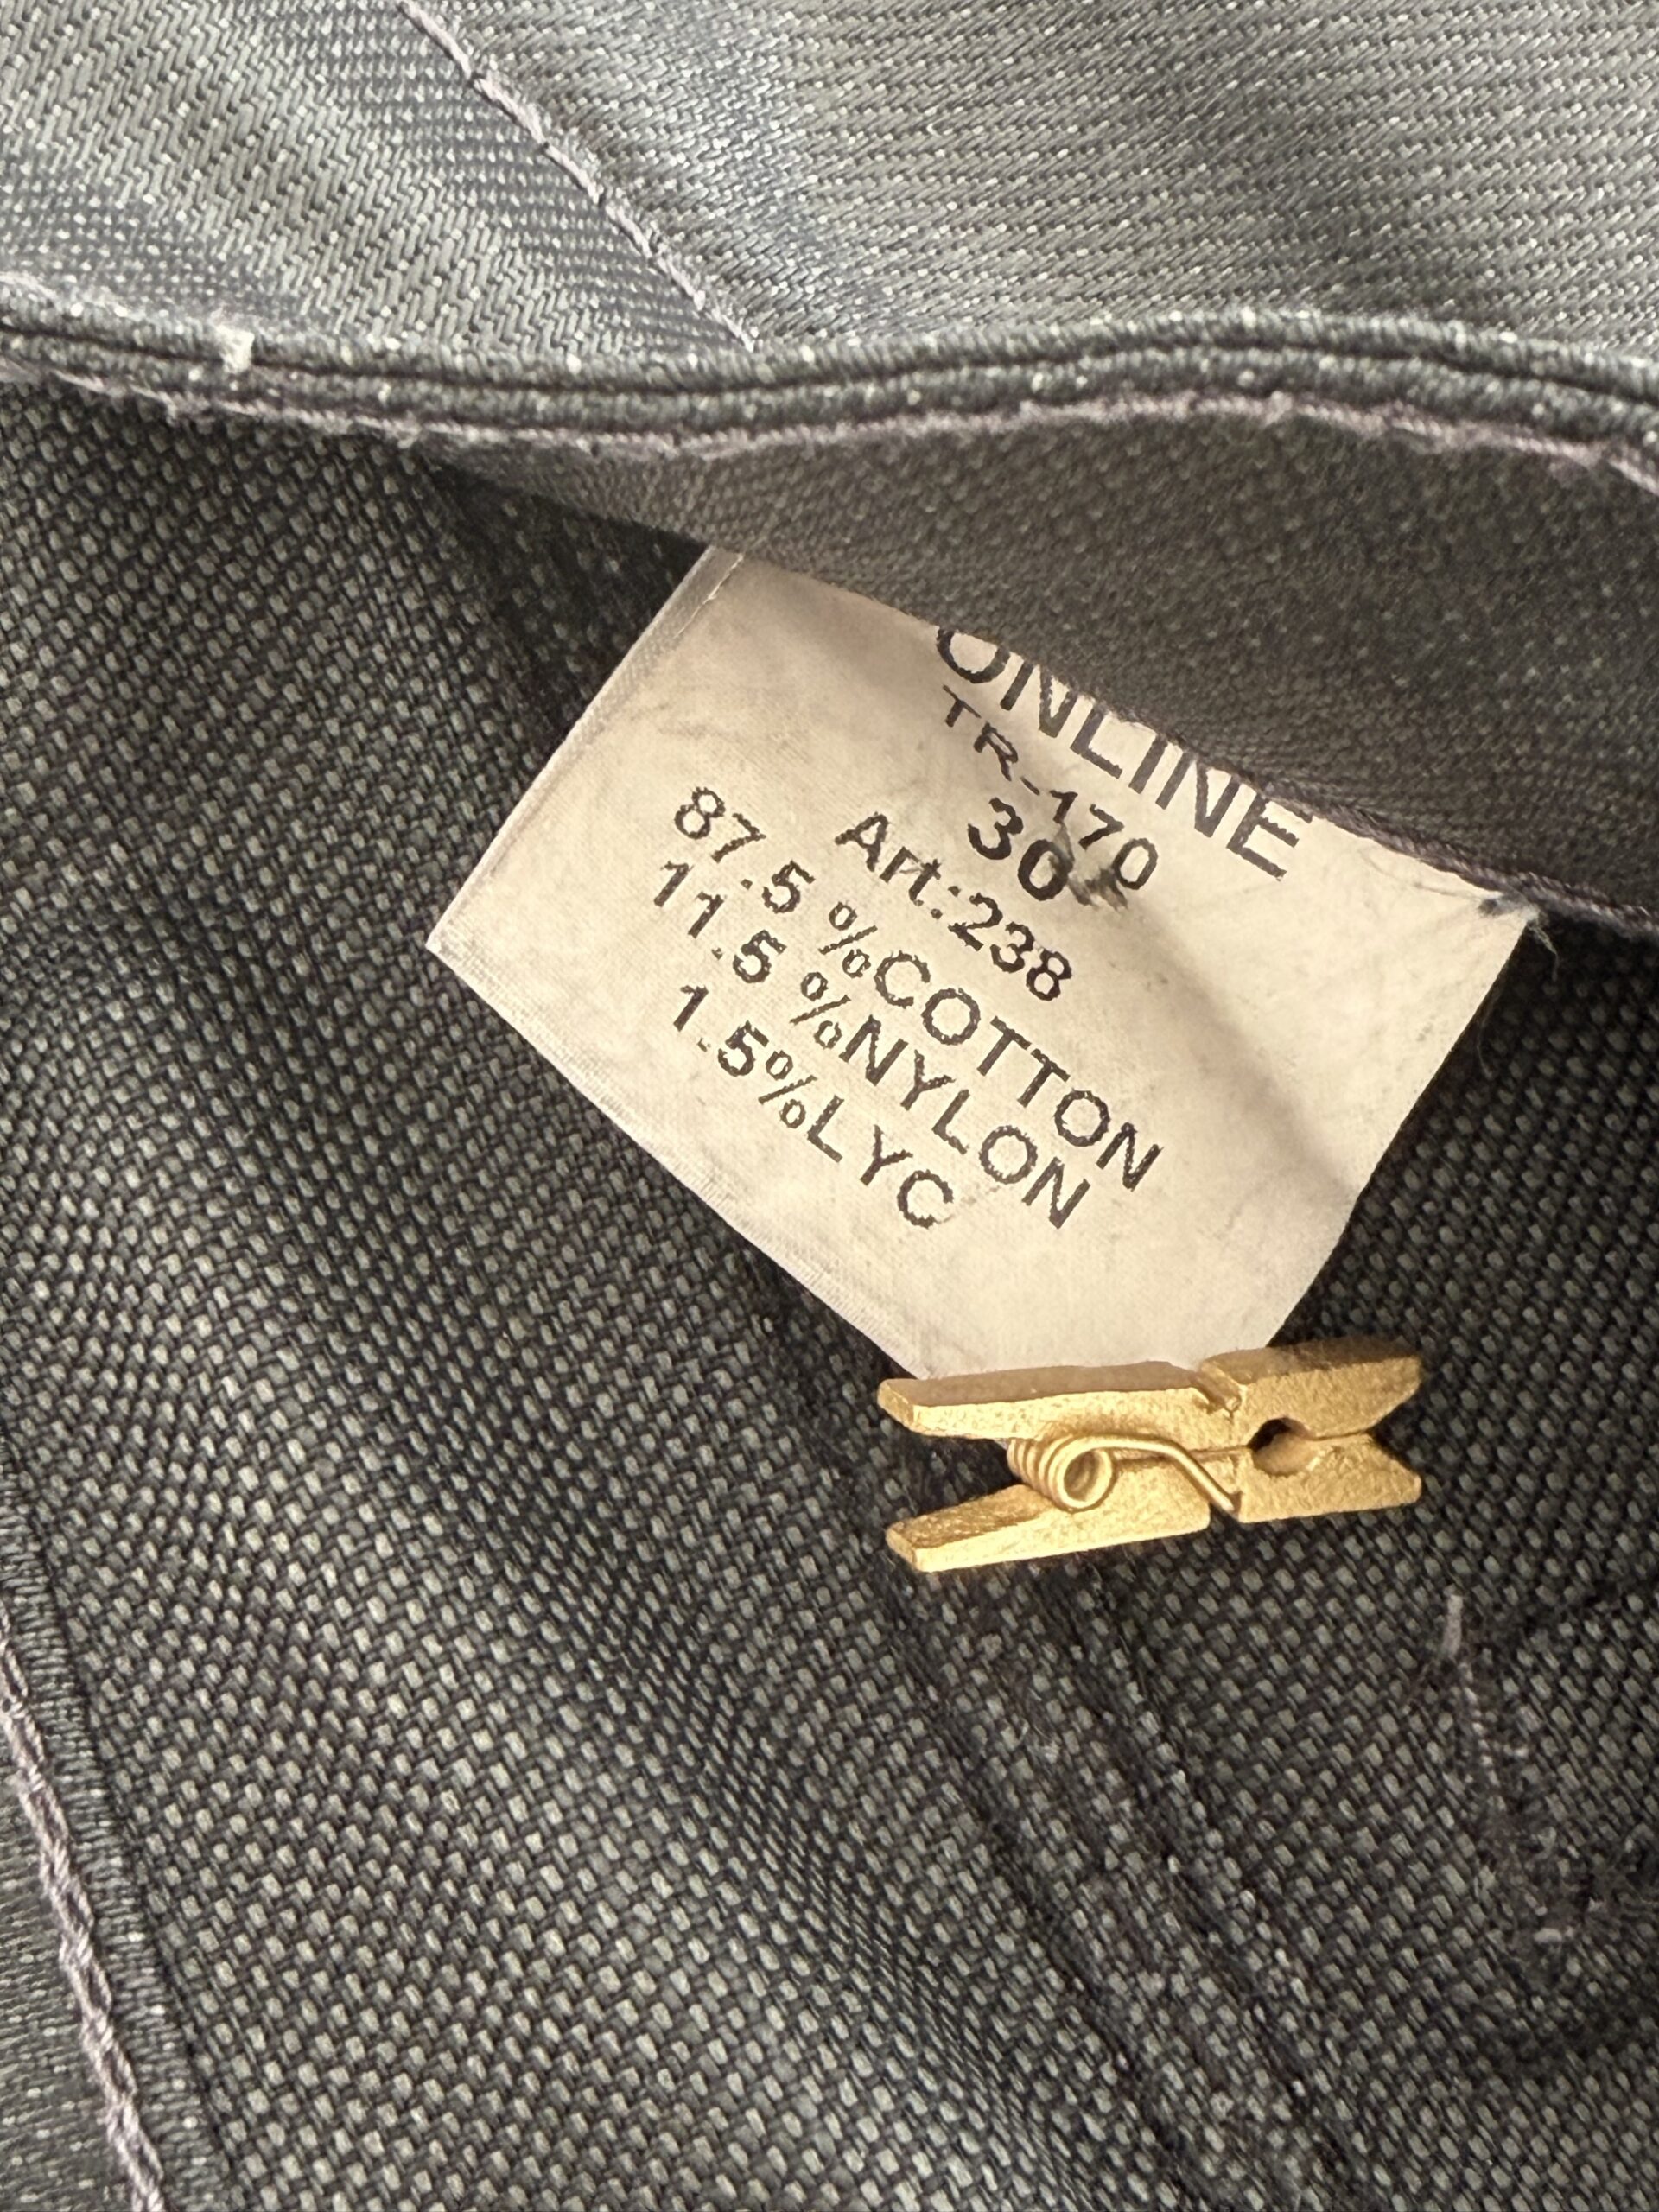 ONLINE
TR-170
30
Art:238
87.5 %COTTON
11.5 %NYLON
1.5%LYC